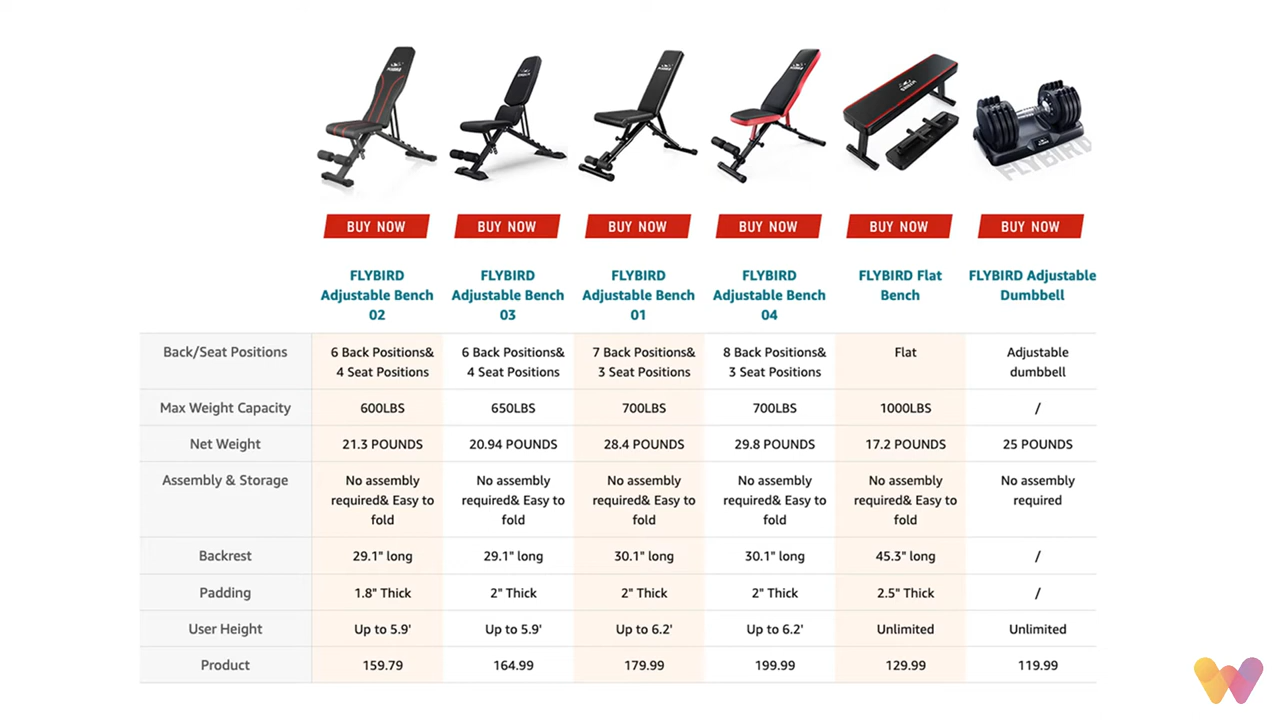 BUY NOW
BUY NOW
BUY NOW
BUY NOW
BUY NOW
BUY NOW
FLYBIRD
FLYBIRD
Adjustable Bench
02
FLYBIRD
Adjustable Bench
03
FLYBIRD
Adjustable Bench
01
FLYBIRD
Adjustable Bench
04
FLYBIRD Flat
Bench
FLYBIRD Adjustable
Dumbbell
Back/Seat Positions
6 Back Positions&
4 Seat Positions
6 Back Positions&
4 Seat Positions
7 Back Positions&
3 Seat Positions
8 Back Positions&
3 Seat Positions
Flat
Adjustable
dumbbell
Max Weight Capacity
600LBS
650LBS
700LBS
700LBS
1000LBS
/
Net Weight
21.3 POUNDS
20.94 POUNDS
28.4 POUNDS
29.8 POUNDS
17.2 POUNDS
25 POUNDS
Assembly & Storage
No assembly
required& Easy to
fold
No assembly
required& Easy to
fold
No assembly
required& Easy to
fold
No assembly
required& Easy to
fold
No assembly
required& Easy to
fold
No assembly
required
Backrest
29.1" long
29.1" long
30.1" long
30.1" long
45.3" long
/
Padding
1.8" Thick
2" Thick
2" Thick
2" Thick
2.5" Thick
/
User Height
Up to 5.9'
Up to 5.9'
Up to 6.2'
Up to 6.2'
Unlimited
Unlimited
Product
159.79
164.99
179.99
199.99
129.99
119.99